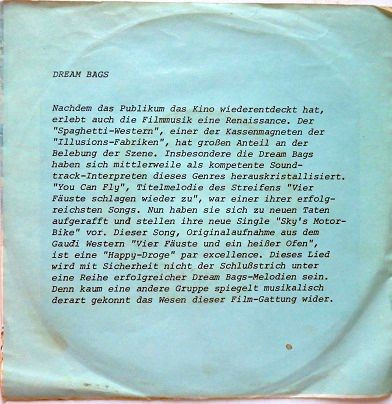 DREAM BAGS
Nachdem das Publikum das Kino wiederentdeckt hat,
erlebt auch die Filmmusik eine Renaissance. Der
"Spaghetti-Western", einer der Kassenmagneten der
"Illusions-Fabriken", hat großen Anteil an der
Belebung der Szene. Insbesondere die Dream Bags
haben sich mittlerweile als kompetente Sound-
track-Interpreten dieses Genres herauskristallisiert.
"You Can Fly", Titelmelodie des Streifens "Vier
Fäuste schlagen wieder zu", war einer ihrer erfolg-
reichsten Songs. Nun haben sie sich zu neuen Taten
aufgerafft und stellen ihre neue Single "Sky's Motor-
Bike" vor. Dieser Song, Originalaufnahme aus dem
Gaudi Western "Vier Fäuste und ein heißer Ofen",
ist eine "Happy-Droge" par excellence. Dieses Lied
wird mit Sicherheit nicht der Schlußstrich unter
eine Reihe erfolgreicher Dream Bags-Melodien sein.
Denn kaum eine andere Gruppe spiegelt musikalisch
derart gekonnt das Wesen dieser Film-Gattung wider.